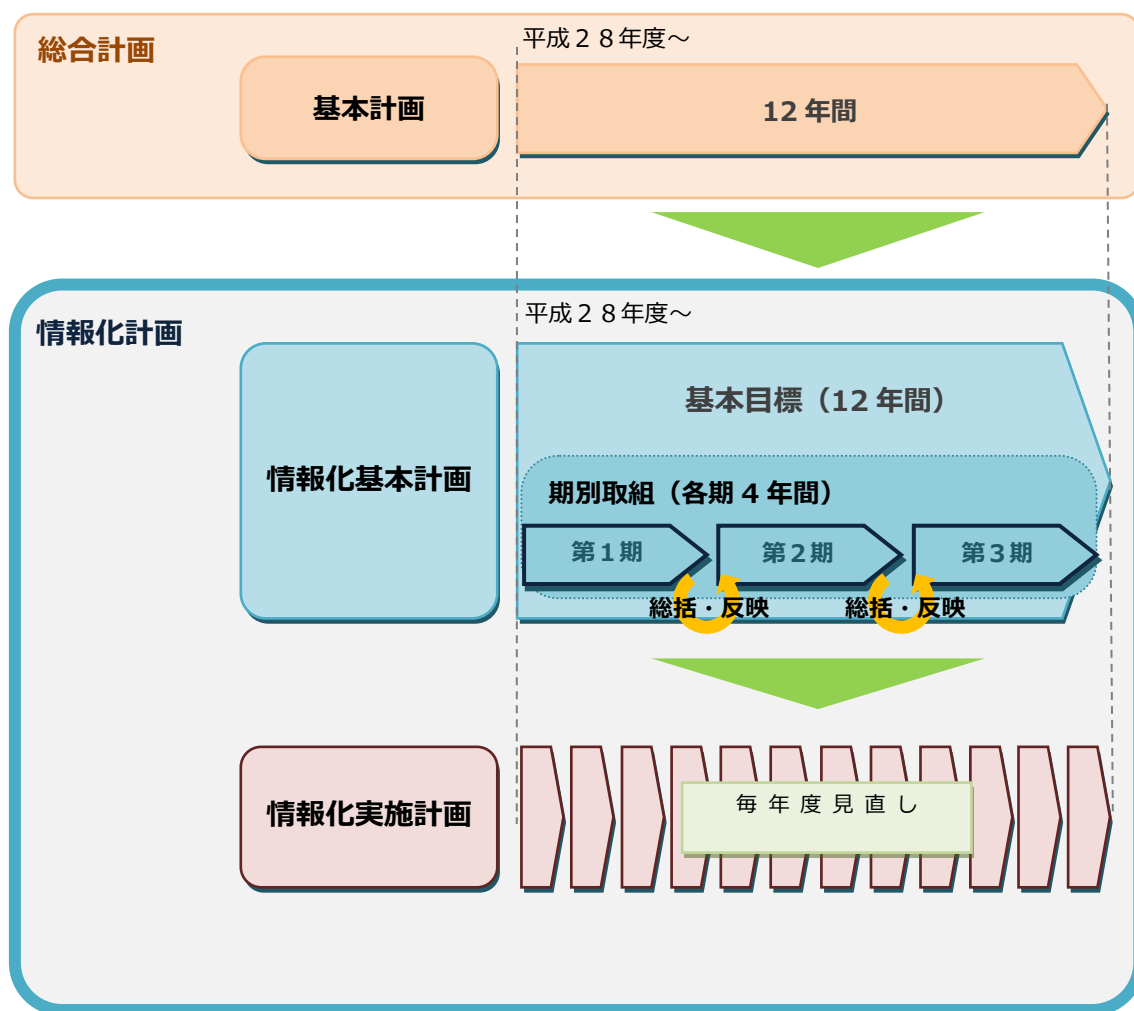 総合計画
平成２８年度～
基本計画
12 年間
情報化計画
平成２８年度～
情報化基本計画
基本目標（12 年間）
期別取組（各期 4 年間）
第１期
第２期
第３期
総括・反映
総括・反映
情報化実施計画
毎年度見直し